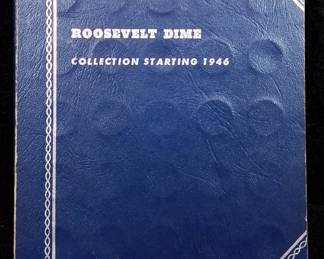 ROOSEVELT DIME
COLLECTION STARTING 1946